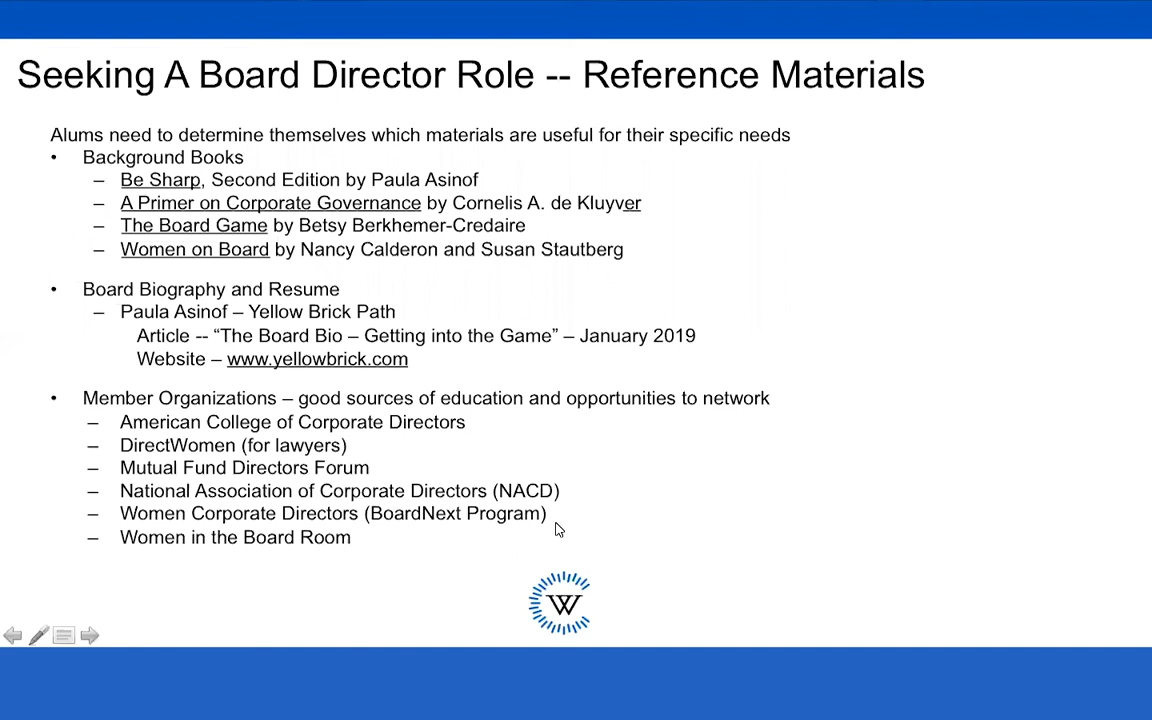 Seeking A Board Director Role -- Reference Materials
Alums need to determine themselves which materials are useful for their specific needs
• Background Books
– Be Sharp, Second Edition by Paula Asinof
– A Primer on Corporate Governance by Cornelis A. de Kluyver
– The Board Game by Betsy Berkhemer-Credaire
– Women on Board by Nancy Calderon and Susan Stautberg
• Board Biography and Resume
– Paula Asinof – Yellow Brick Path
Article -- “The Board Bio – Getting into the Game” – January 2019
Website – www.yellowbrick.com
• Member Organizations – good sources of education and opportunities to network
– American College of Corporate Directors
– DirectWomen (for lawyers)
– Mutual Fund Directors Forum
– National Association of Corporate Directors (NACD)
– Women Corporate Directors (BoardNext Program)
– Women in the Board Room
W